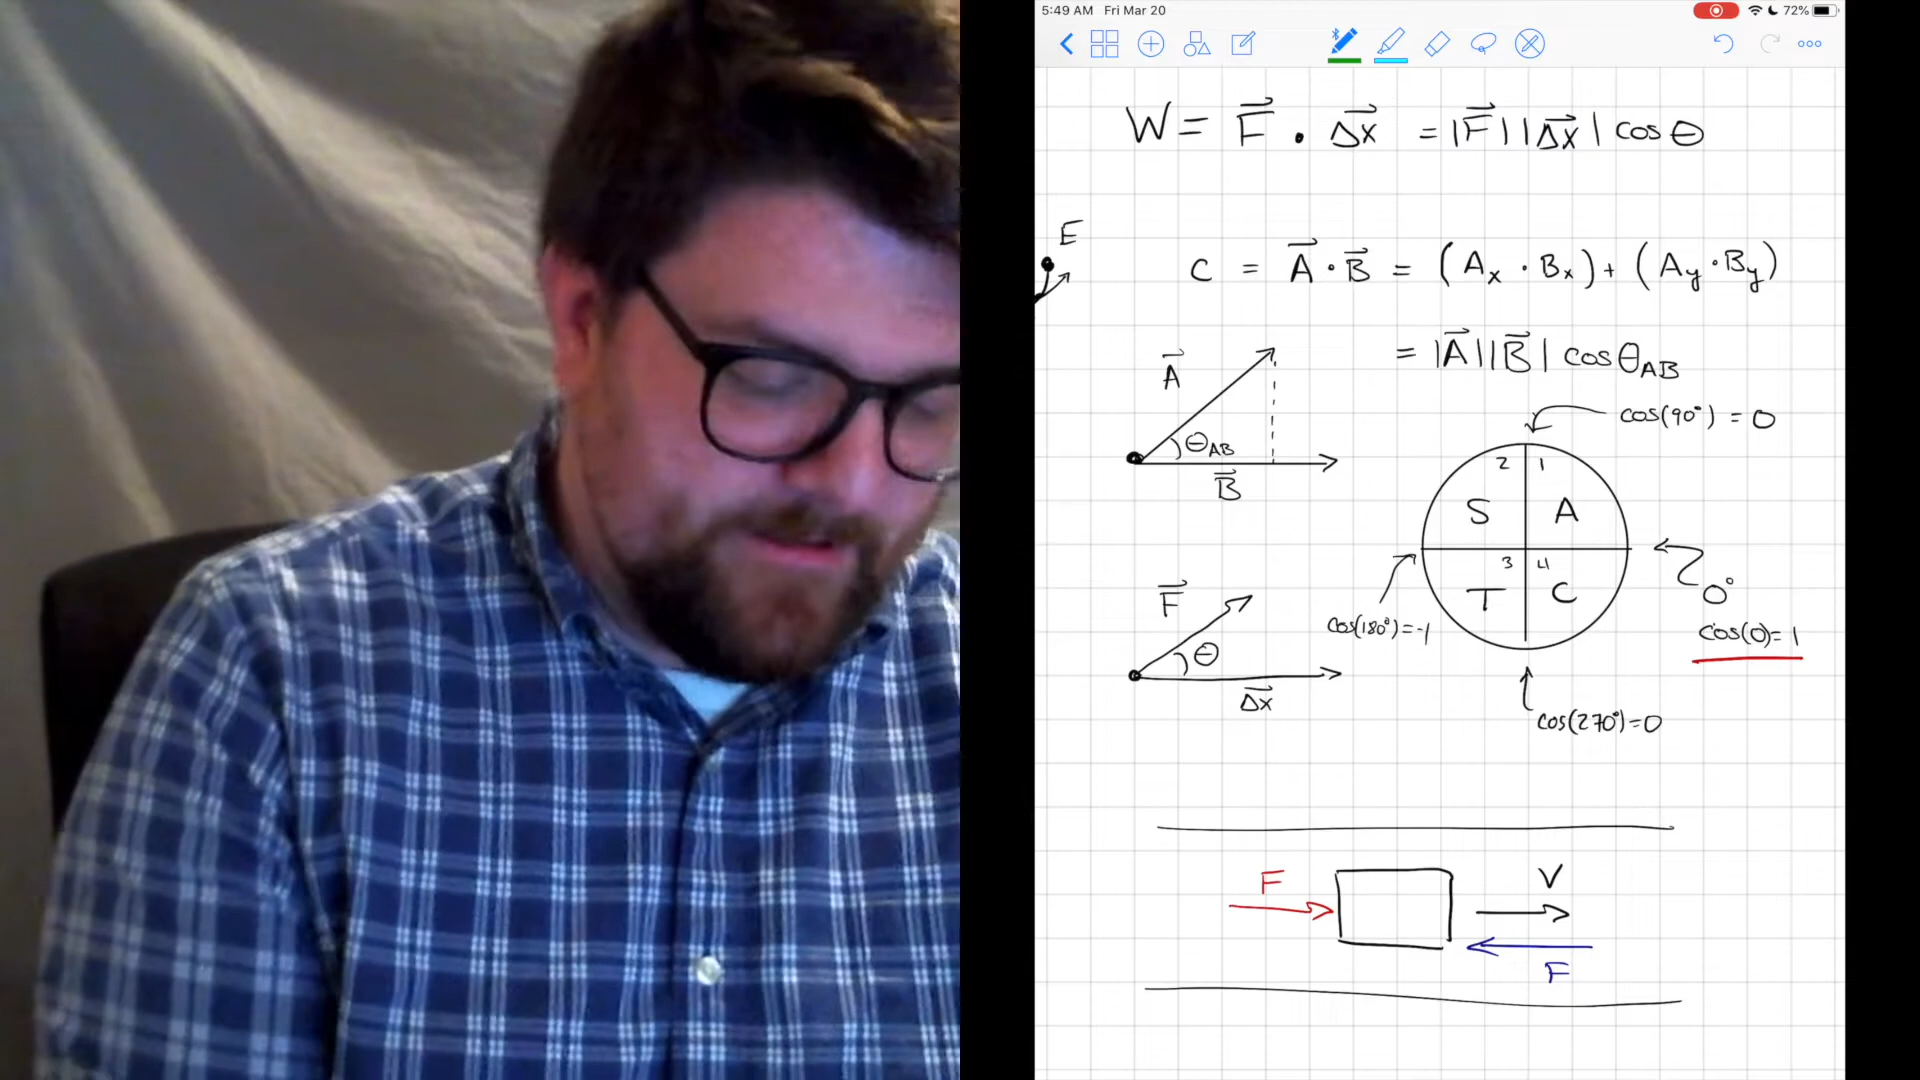 5:49 AM Fri Mar 20 72%
W = F⃗ · Δx⃗ = |F⃗| |Δx⃗| cos θ
E
C = A⃗ · B⃗ = (Ax · Bx) + (Ay · By)
= |A⃗||B⃗| cos θAB
A⃗
θAB
B⃗
cos(90°) = 0
2 1
S A
3 4
T C
0°
cos(0) = 1
cos(180°) = -1
cos(270°) = 0
F⃗
θ
Δx⃗
F
V
F